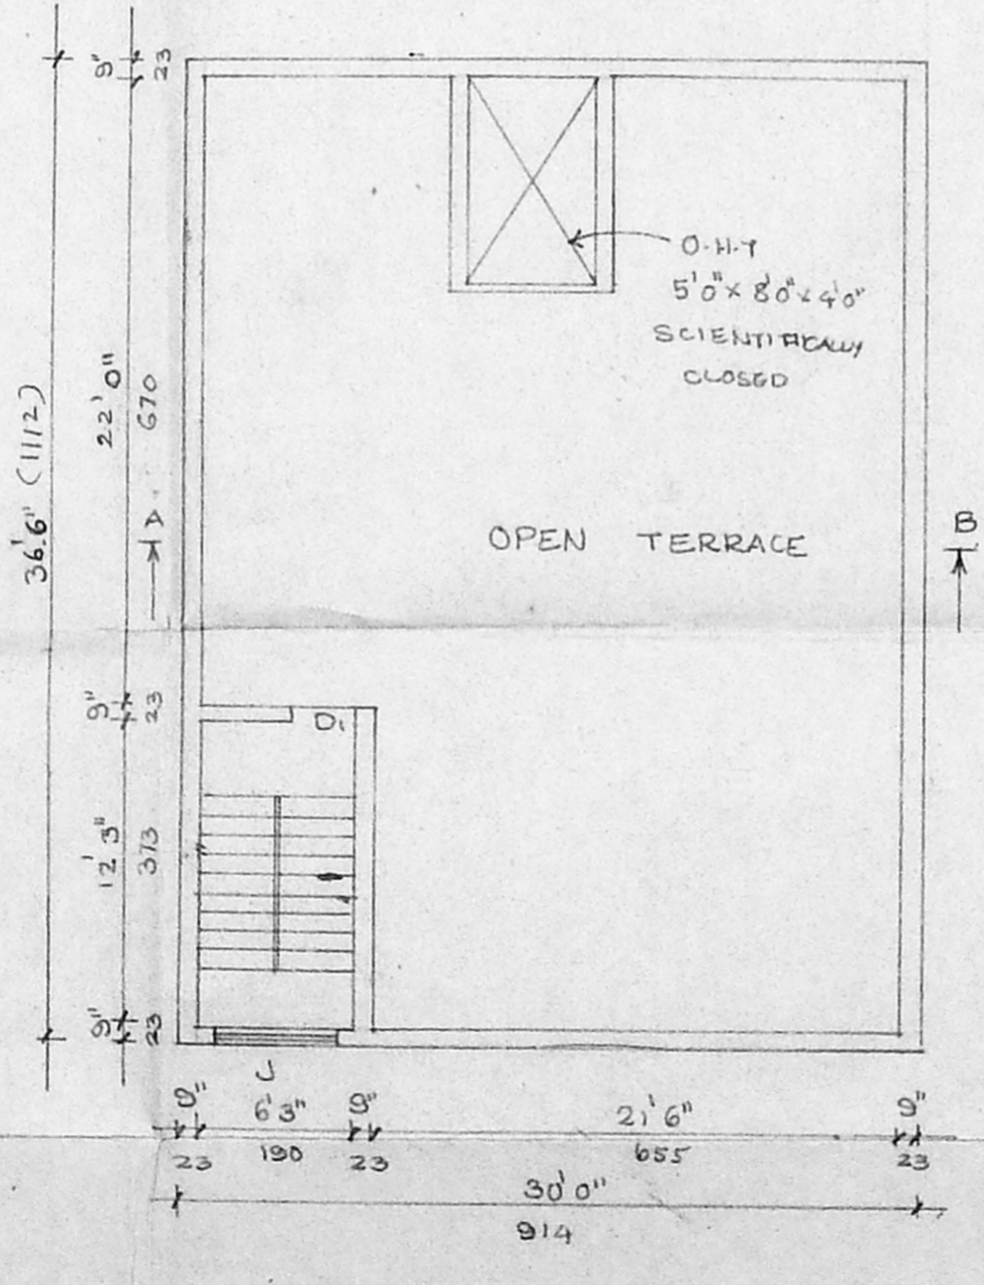 9"
23
O.H.T
5'0" x 8'0" x 4'0"
SCIENTIFICALLY
CLOSED
22'0"
670
36'.6" (1112)
A
OPEN TERRACE
B
9"
23
D1
12'3"
373
9"
23
J
9"
6'3"
9"
21'6"
9"
23
190
23
655
23
30'0"
914